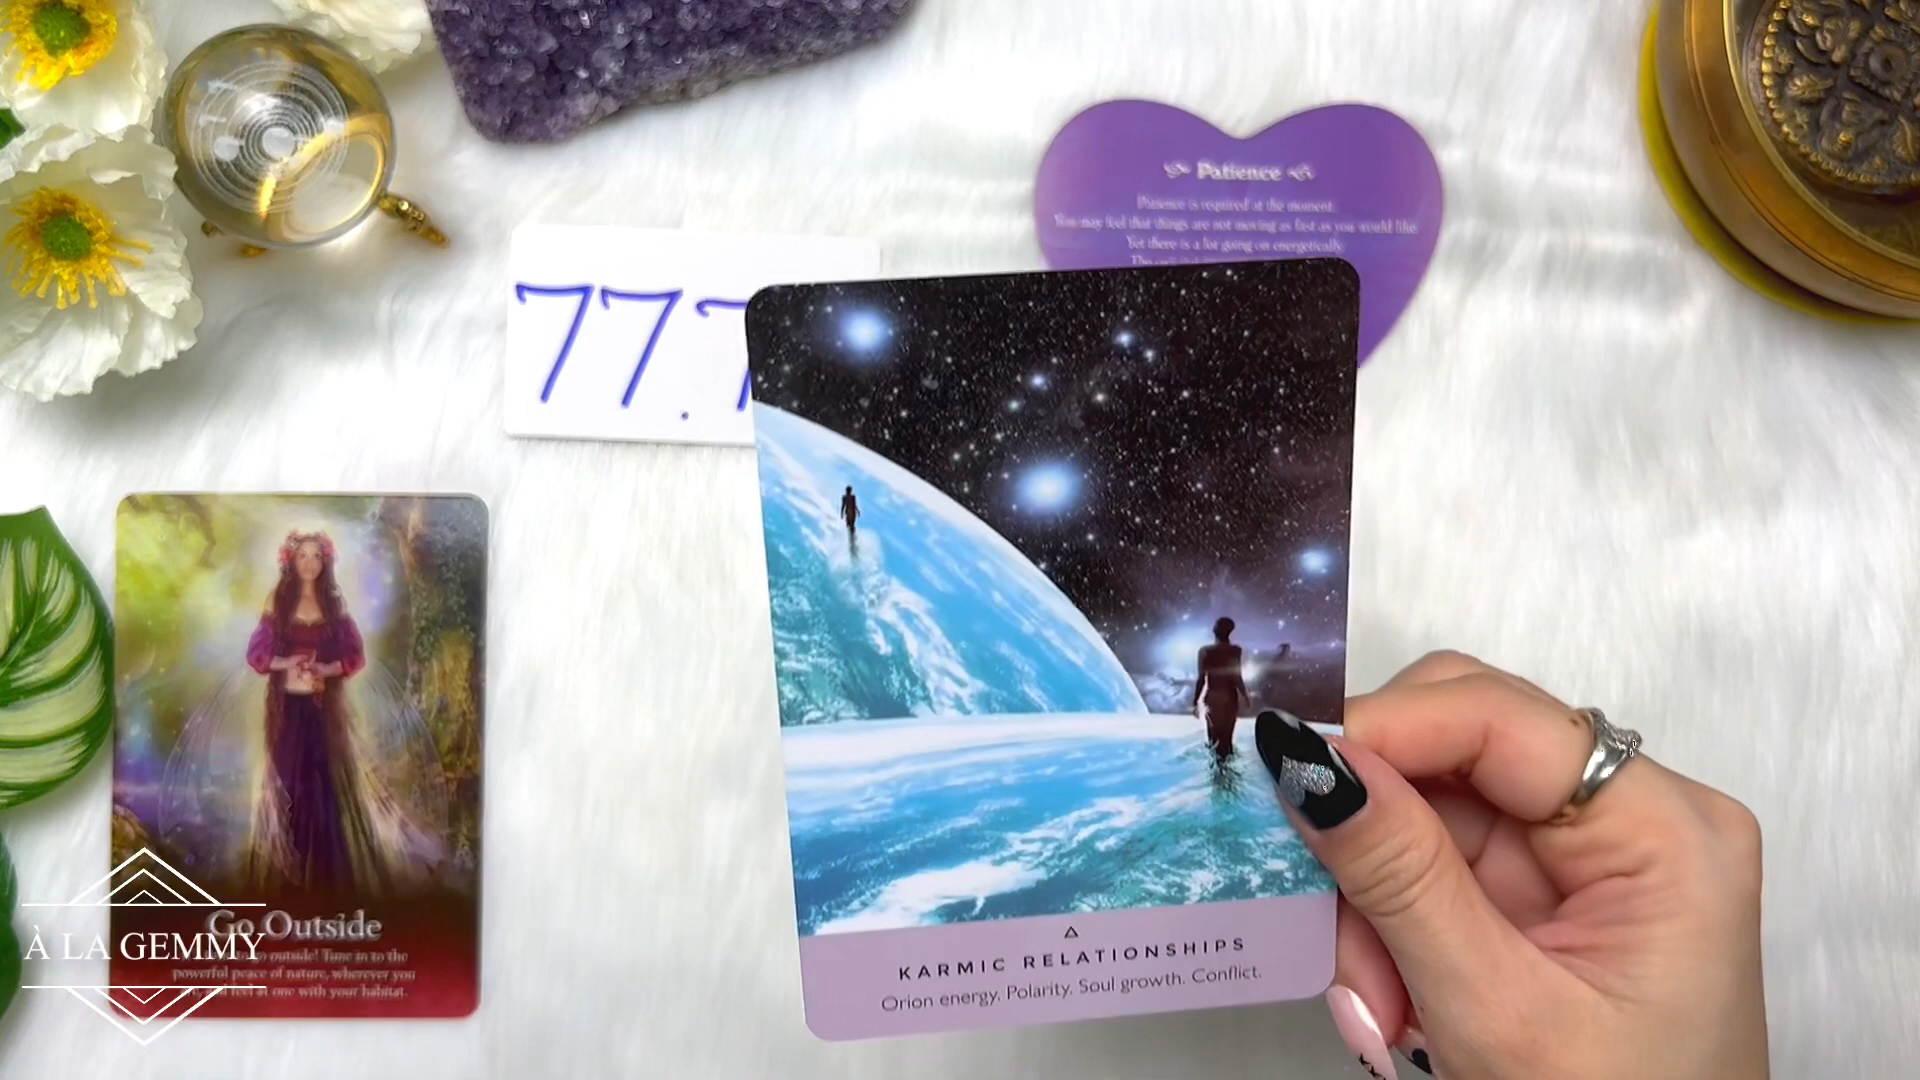 Patience
Patience is required at the moment.
You may feel that things are not moving as fast as you would like.
Yet there is a lot going on energetically.
77.7
KARMIC RELATIONSHIPS
Orion energy. Polarity. Soul growth. Conflict.
Go Outside
go outside! Tune in to the
powerful peace of nature, wherever you
and feel at one with your habitat.
À LA GEMMY